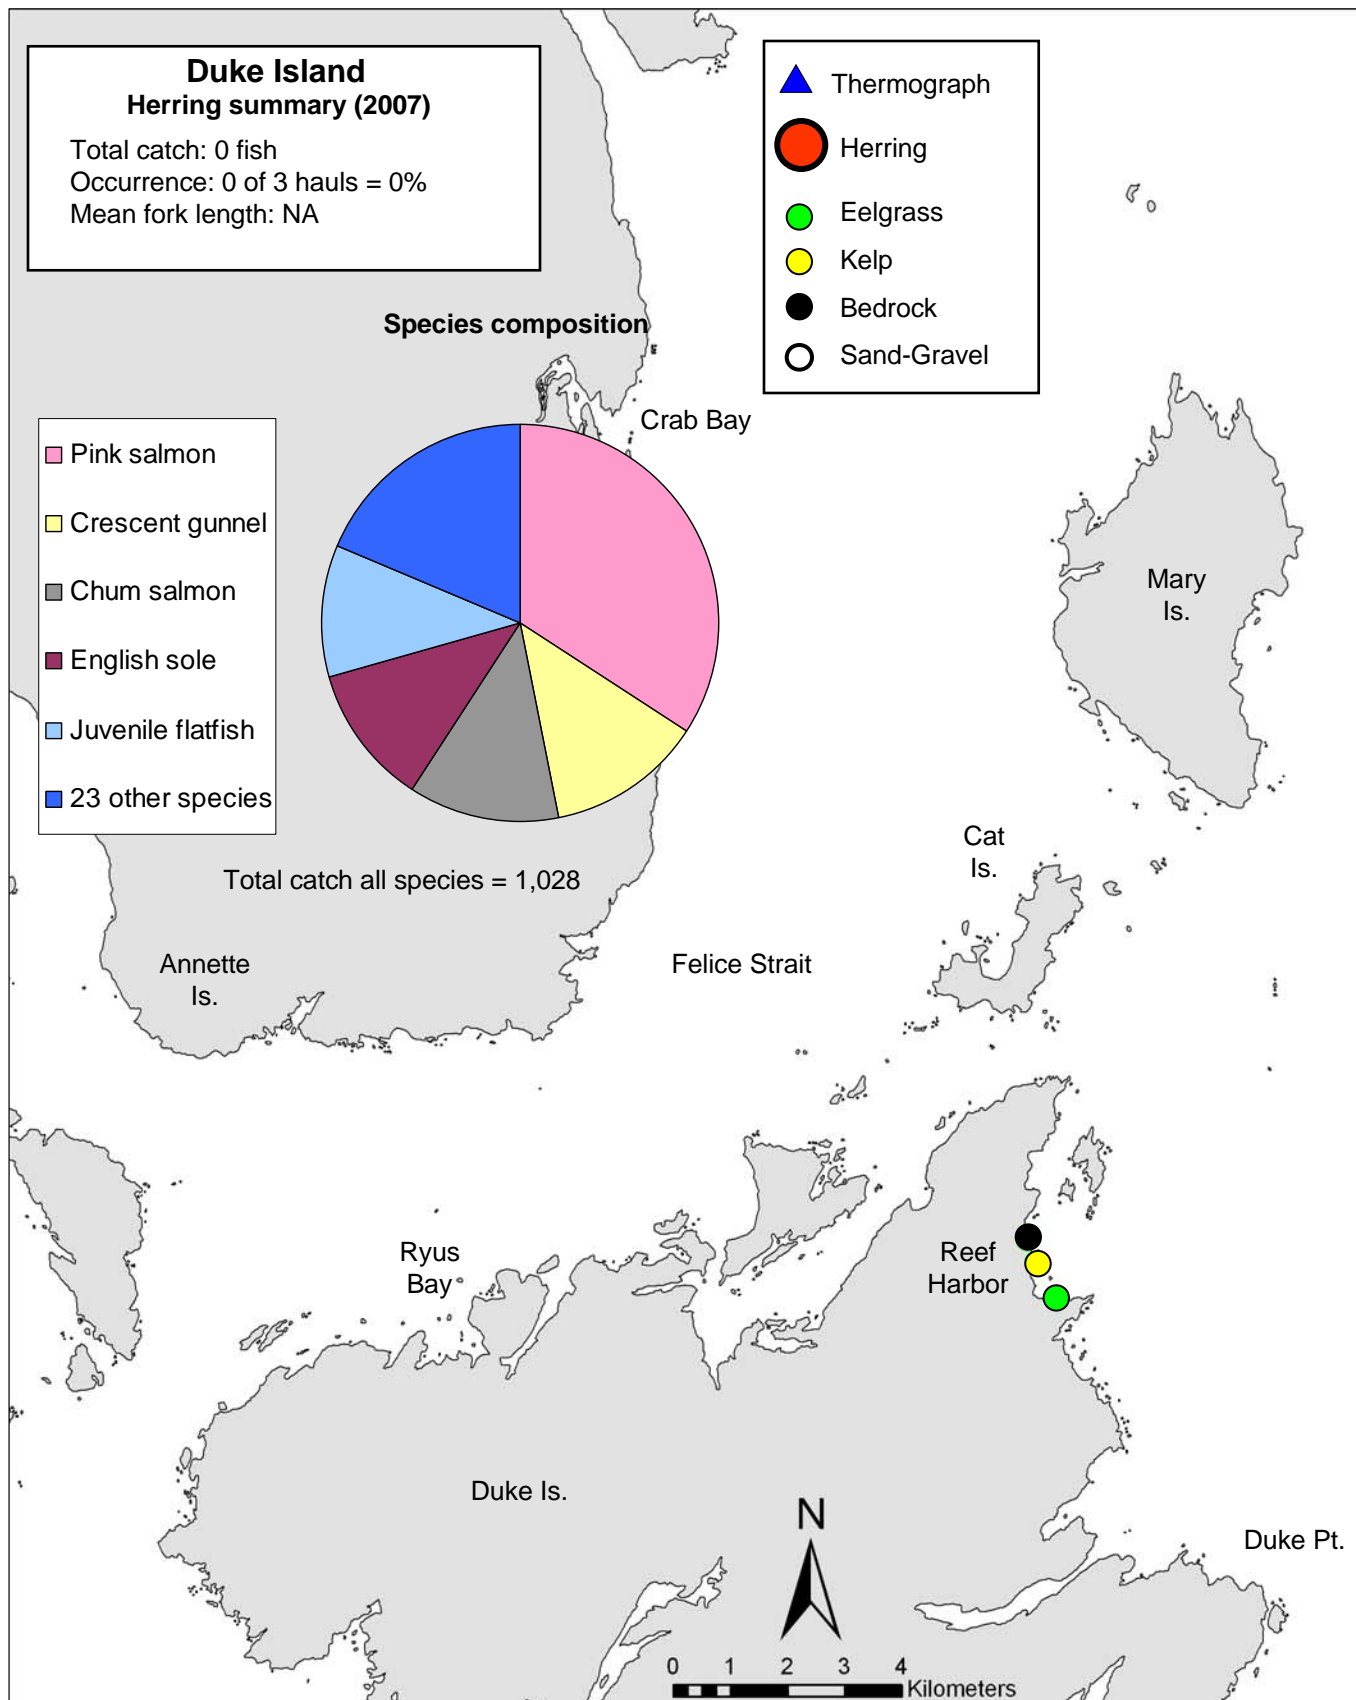 Duke Island
Herring summary (2007)
Total catch: 0 fish
Occurrence: 0 of 3 hauls = 0%
Mean fork length: NA
Thermograph
Herring
Eelgrass
Kelp
Bedrock
Sand-Gravel
Species composition
Crab Bay
Pink salmon
Crescent gunnel
Chum salmon
English sole
Juvenile flatfish
23 other species
Mary
Is.
Cat
Is.
Total catch all species = 1,028
Annette
Is.
Felice Strait
Ryus
Bay
Reef
Harbor
Duke Is.
N
Duke Pt.
0 1 2 3 4
Kilometers